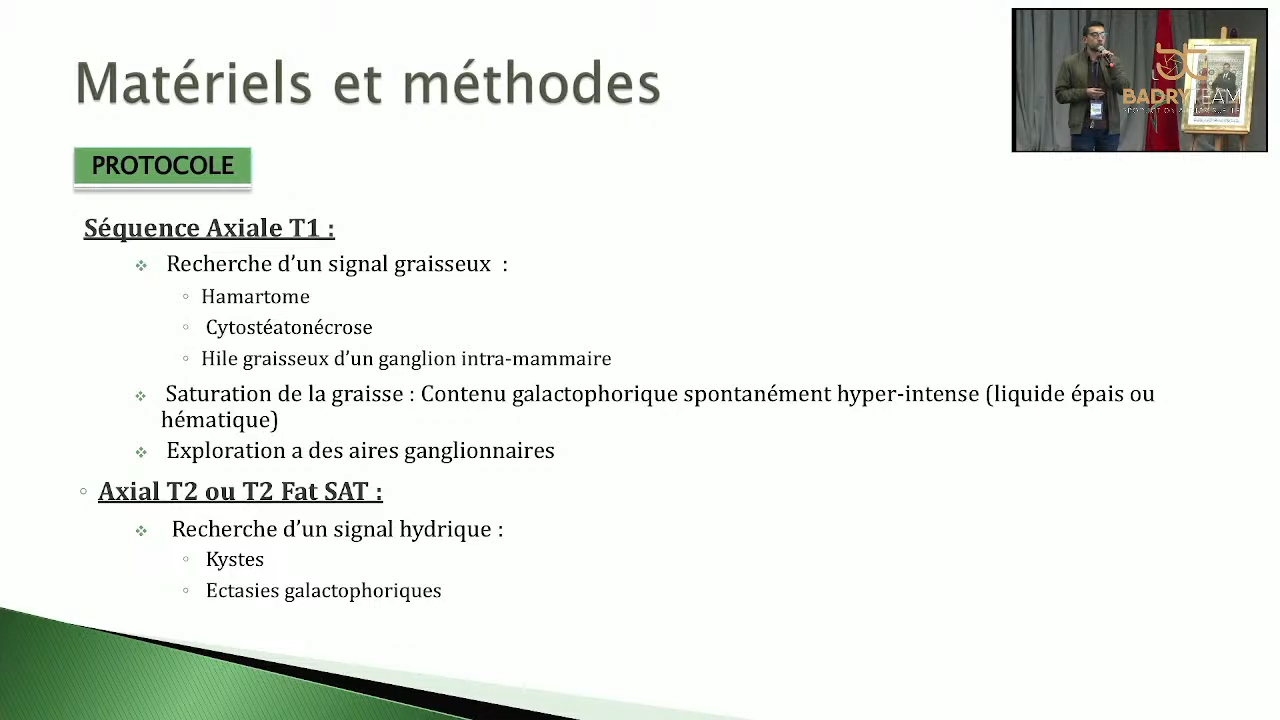 Matériels et méthodes
BADRYTEAM
PROTOCOLE
Séquence Axiale T1 :
Recherche d’un signal graisseux :
Hamartome
Cytostéatonécrose
Hile graisseux d’un ganglion intra-mammaire
Saturation de la graisse : Contenu galactophorique spontanément hyper-intense (liquide épais ou
hématique)
Exploration a des aires ganglionnaires
Axial T2 ou T2 Fat SAT :
Recherche d’un signal hydrique :
Kystes
Ectasies galactophoriques